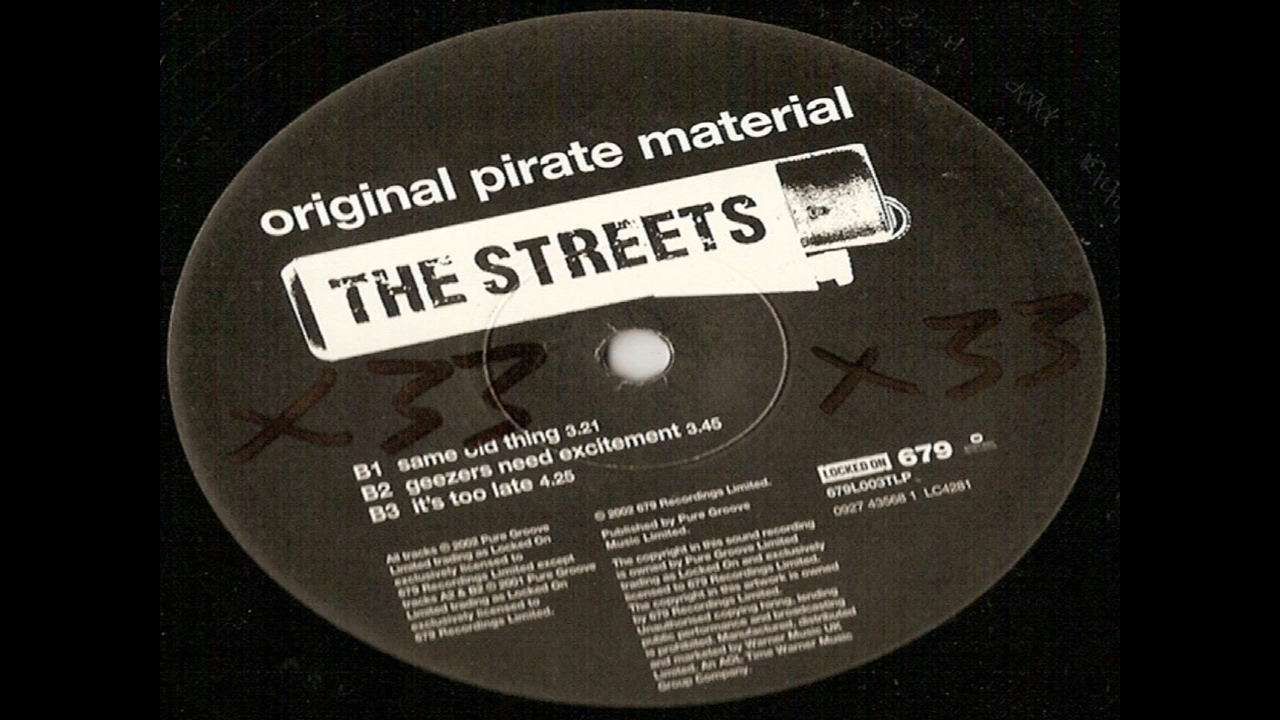 original pirate material
THE STREETS
x33
x 33
B1 same old thing 3.21
B2 geezers need excitement 3.45
B3 it's too late 4.25
LOCKED ON 679
679L003TLP
0927 43568 1 LC4281
All tracks ℗ 2002 Pure Groove
Limited trading as Locked On
exclusively licensed to
679 Recordings Limited except
tracks A3 & B2 ℗ 2001 Pure Groove
Limited trading as Locked On
exclusively licensed to
679 Recordings Limited.
© 2002 679 Recordings Limited.
Published by Pure Groove
Music Limited.
The copyright in this sound recording
is owned by Pure Groove Limited
trading as Locked On and exclusively
licensed to 679 Recordings Limited.
The copyright in this artwork is owned
by 679 Recordings Limited.
Unauthorised copying hiring, lending
public performance and broadcasting
is prohibited. Manufactured, distributed
and marketed by Warner Music UK
Limited. An AOL Time Warner Music
Group Company.